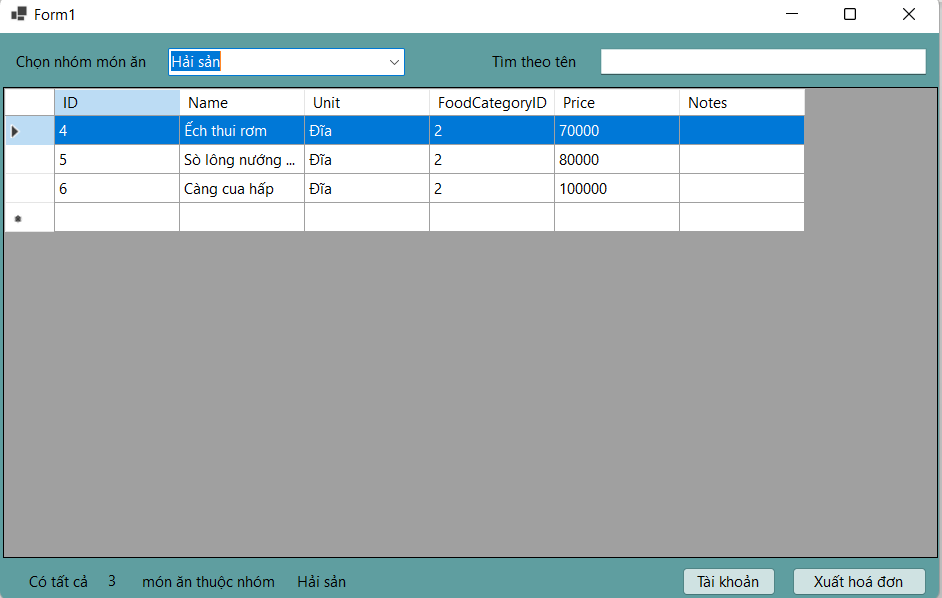 Form1
Chọn nhóm món ăn Hải sản Tìm theo tên
ID Name Unit FoodCategoryID Price Notes
4 Ếch thui rơm Đĩa 2 70000
5 Sò lông nướng ... Đĩa 2 80000
6 Càng cua hấp Đĩa 2 100000
Có tất cả 3 món ăn thuộc nhóm Hải sản Tài khoản Xuất hoá đơn